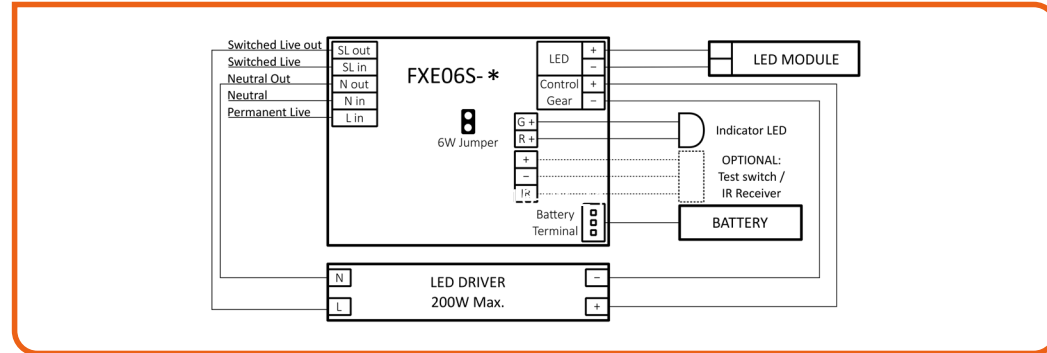 Switched Live out
Switched Live
Neutral Out
Neutral
Permanent Live
SL out
SL in
N out
N in
L in
FXE06S-*
6W Jumper
LED
+
−
Control
Gear
+
−
G +
R +
+
−
IR
Battery
Terminal
LED MODULE
Indicator LED
OPTIONAL:
Test switch /
IR Receiver
BATTERY
N
L
LED DRIVER
200W Max.
−
+